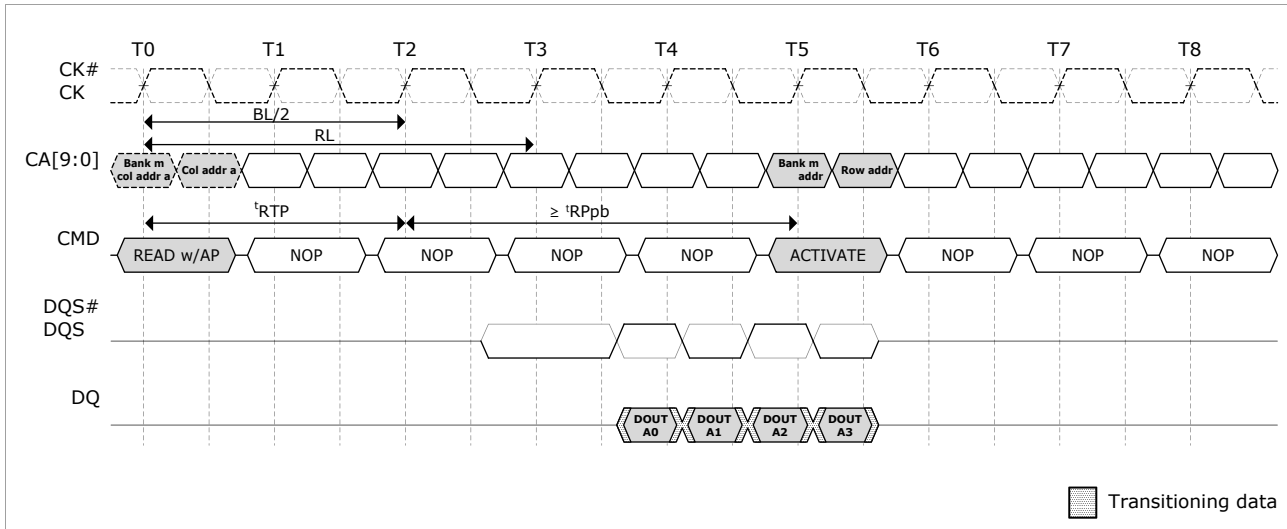 T0 T1 T2 T3 T4 T5 T6 T7 T8
CK#
CK
BL/2
RL
CA[9:0]
Bank m
col addr a
Col addr a
Bank m
addr
Row addr
tRTP
≥ tRPpb
CMD
READ w/AP NOP NOP NOP NOP ACTIVATE NOP NOP NOP
DQS#
DQS
DQ
DOUT
A0
DOUT
A1
DOUT
A2
DOUT
A3
Transitioning data